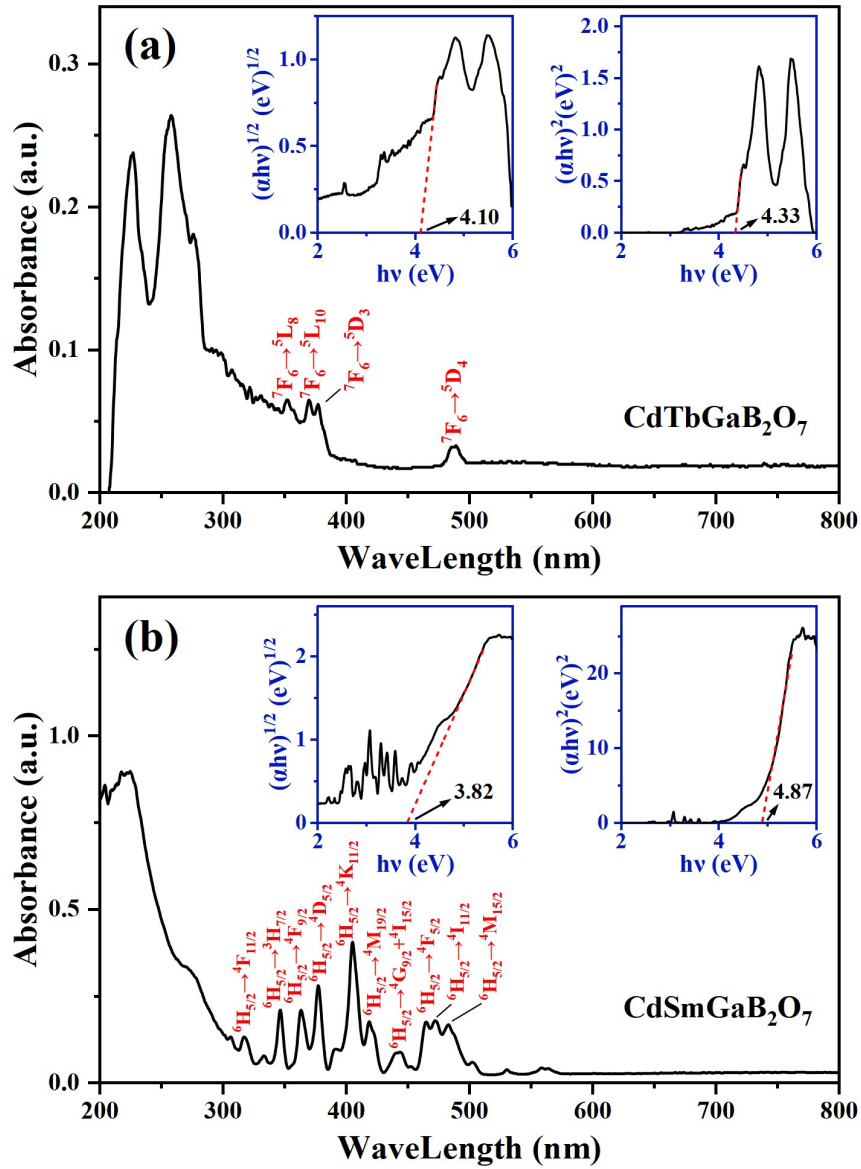 (a)
Absorbance (a.u.)
0.3
0.2
0.1
0.0
200 300 400 500 600 700 800
WaveLength (nm)
CdTbGaB₂O₇
⁷F₆→⁵L₈
⁷F₆→⁵L₁₀
⁷F₆→⁵D₃
⁷F₆→⁵D₄
(αhν)¹/² (eV)¹/²
1.0
0.5
0.0
2 4 6
hν (eV)
4.10
(αhν)²(eV)²
2.0
1.5
1.0
0.5
0.0
2 4 6
hν (eV)
4.33
(b)
Absorbance (a.u.)
1.0
0.5
0.0
200 300 400 500 600 700 800
WaveLength (nm)
CdSmGaB₂O₇
⁶H₅/₂→⁴F₁₁/₂
⁶H₅/₂→³H₇/₂
⁶H₅/₂→⁴F₉/₂
⁶H₅/₂→⁴D₅/₂
⁶H₅/₂→⁴K₁₁/₂
⁶H₅/₂→⁴M₁₉/₂
⁶H₅/₂→⁴G₉/₂+⁴I₁₅/₂
⁶H₅/₂→⁴F₅/₂
⁶H₅/₂→⁴I₁₁/₂
⁶H₅/₂→⁴M₁₅/₂
(αhν)¹/² (eV)¹/²
2
1
0
2 4 6
hν (eV)
3.82
(αhν)²(eV)²
20
10
0
2 4 6
hν (eV)
4.87